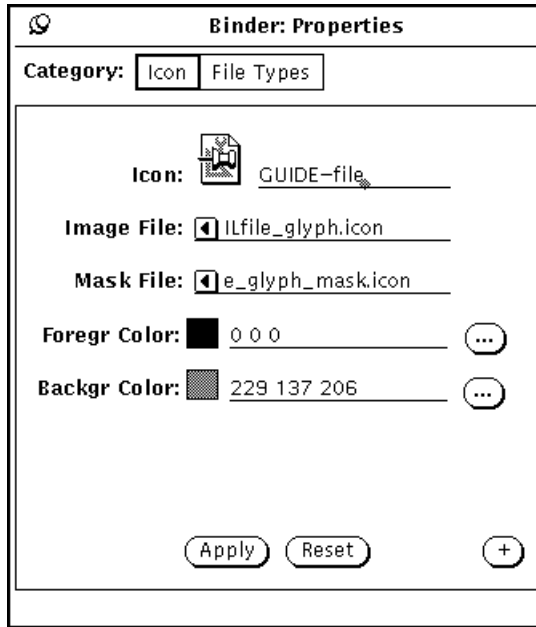 Binder: Properties
Category: Icon File Types
Icon: GUIDE-file
Image File: ILfile_glyph.icon
Mask File: e_glyph_mask.icon
Foregr Color: 0 0 0 ...
Backgr Color: 229 137 206 ...
Apply Reset +